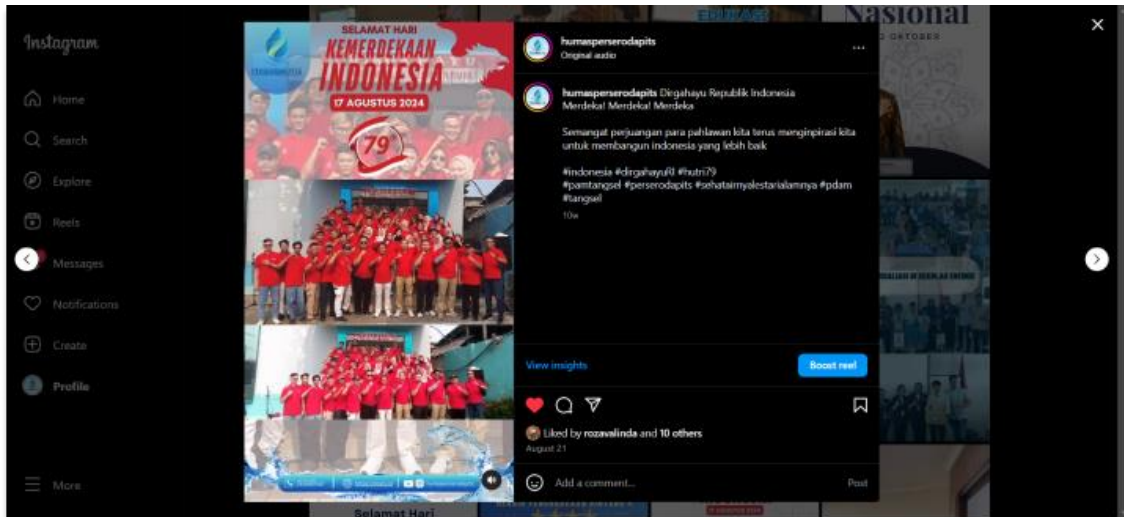 Instagram
Home
Search
Explore
Reels
Messages
Notifications
Create
Profile
More
SELAMAT HARI
KEMERDEKAAN
INDONESIA
17 AGUSTUS 2024
79
humasperserodapits
Original audio
humasperserodapits Dirgahayu Republik Indonesia
Merdeka! Merdeka! Merdeka
Semangat perjuangan para pahlawan kita terus menginpirasi kita
untuk membangun indonesia yang lebih baik
#indonesia #dirgahayuRI #hutri79
#pamtangsel #perserodapits #sehatairnyalestarialamnya #pdam
#tangsel
10w
View insights
Boost reel
Liked by rozavalinda and 10 others
August 21
Add a comment...
Post
EDUKASI
Nasional
OKTOBER
Selamat Hari